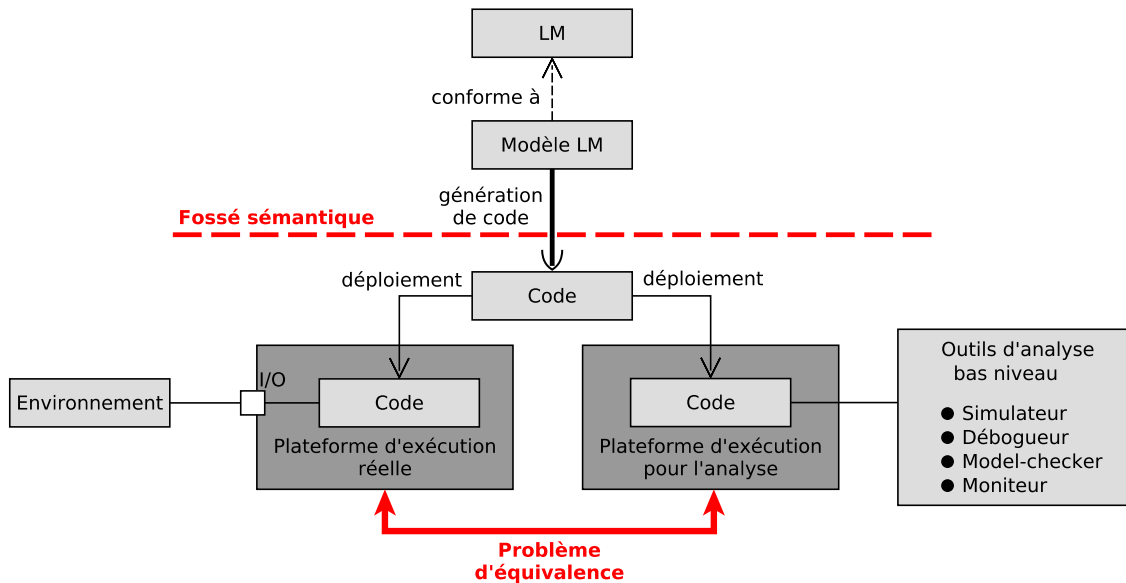 LM
conforme à
Modèle LM
génération
de code
Fossé sémantique
déploiement
Code
déploiement
Environnement
I/O
Code
Plateforme d'exécution
réelle
Code
Plateforme d'exécution
pour l'analyse
Outils d'analyse
bas niveau
● Simulateur
● Débogueur
● Model-checker
● Moniteur
Problème
d'équivalence